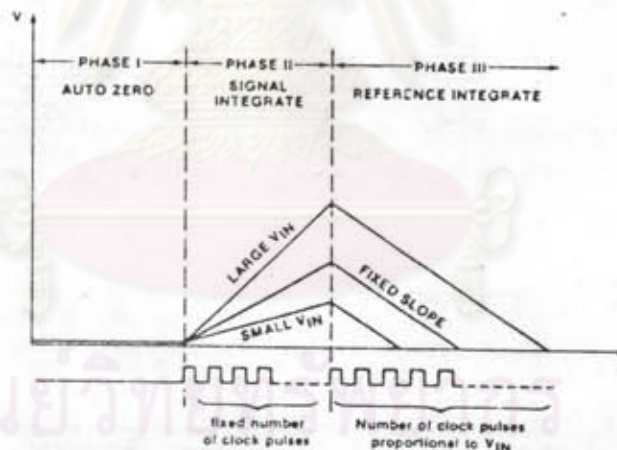 V
PHASE I
PHASE II
PHASE III
AUTO ZERO
SIGNAL
INTEGRATE
REFERENCE INTEGRATE
LARGE VIN
SMALL VIN
FIXED SLOPE
fixed number
of clock pulses
Number of clock pulses
proportional to VIN